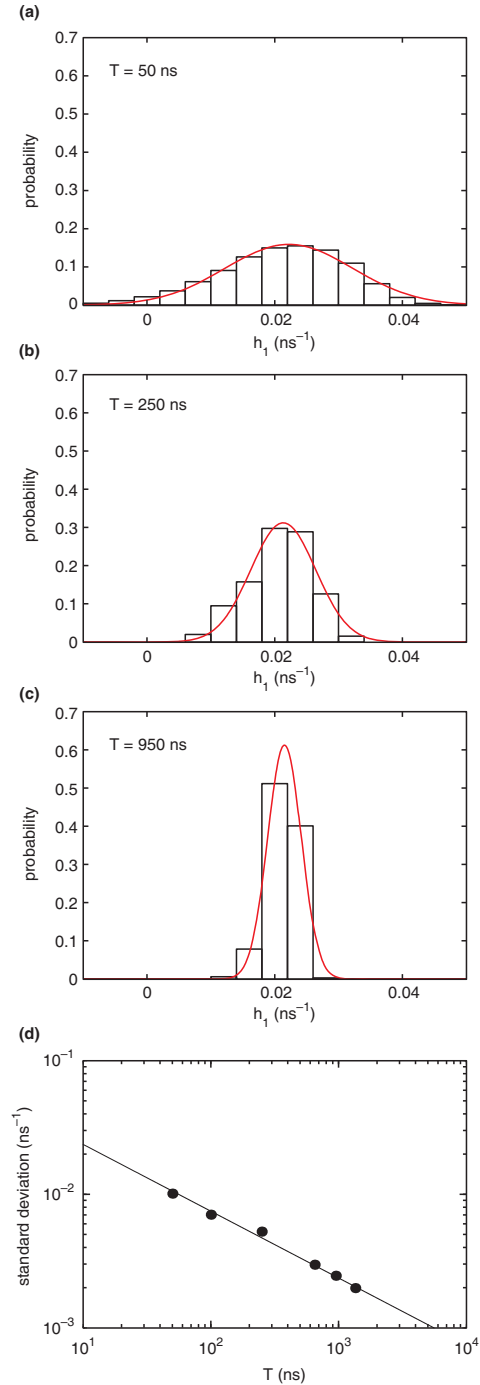 (a)
0.7
0.6
0.5
0.4
0.3
0.2
0.1
0
probability
T = 50 ns
0 0.02 0.04
h₁ (ns⁻¹)
(b)
0.7
0.6
0.5
0.4
0.3
0.2
0.1
0
probability
T = 250 ns
0 0.02 0.04
h₁ (ns⁻¹)
(c)
0.7
0.6
0.5
0.4
0.3
0.2
0.1
0
probability
T = 950 ns
0 0.02 0.04
h₁ (ns⁻¹)
(d)
10⁻¹
10⁻²
10⁻³
standard deviation (ns⁻¹)
10¹ 10² 10³ 10⁴
T (ns)